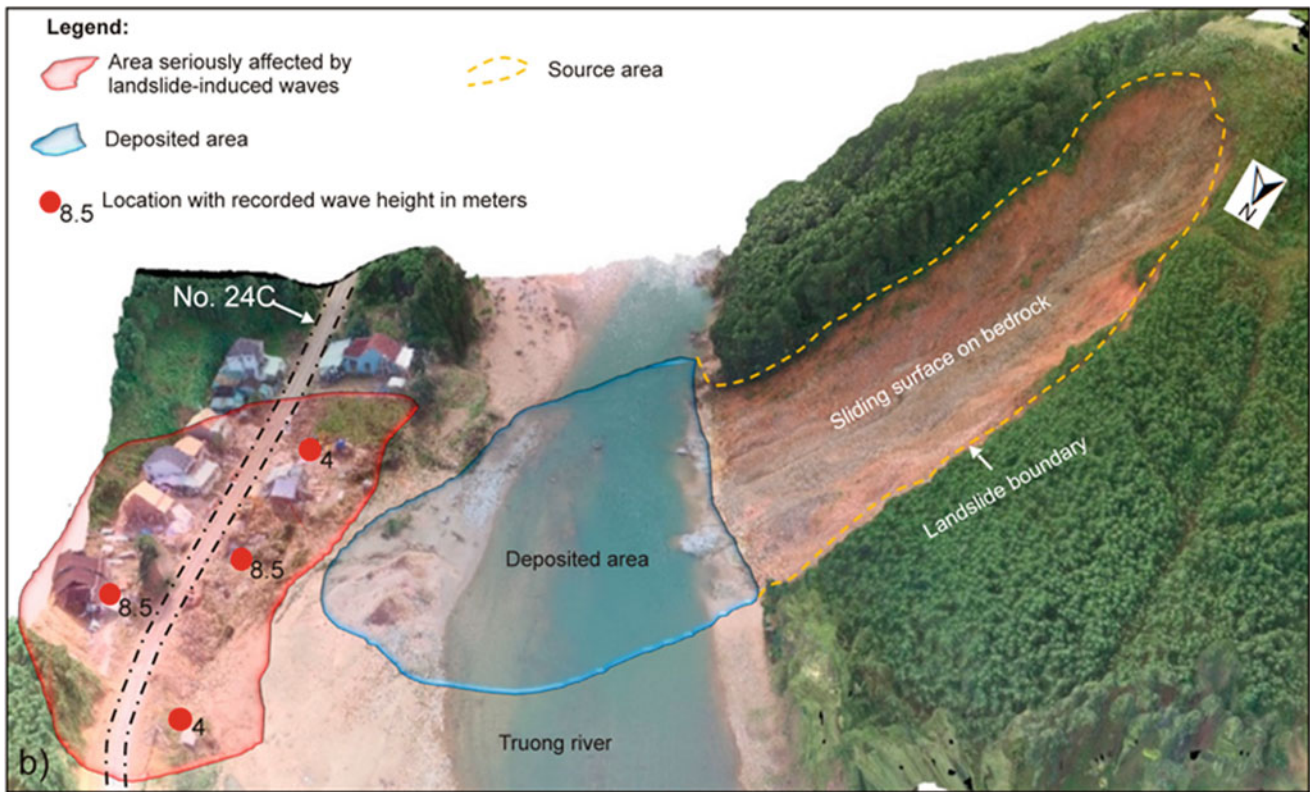 Legend:
Area seriously affected by
landslide-induced waves
Source area
Deposited area
8.5
Location with recorded wave height in meters
N
No. 24C
Sliding surface on bedrock
4
Landslide boundary
Deposited area
8.5
8.5
4
Truong river
b)